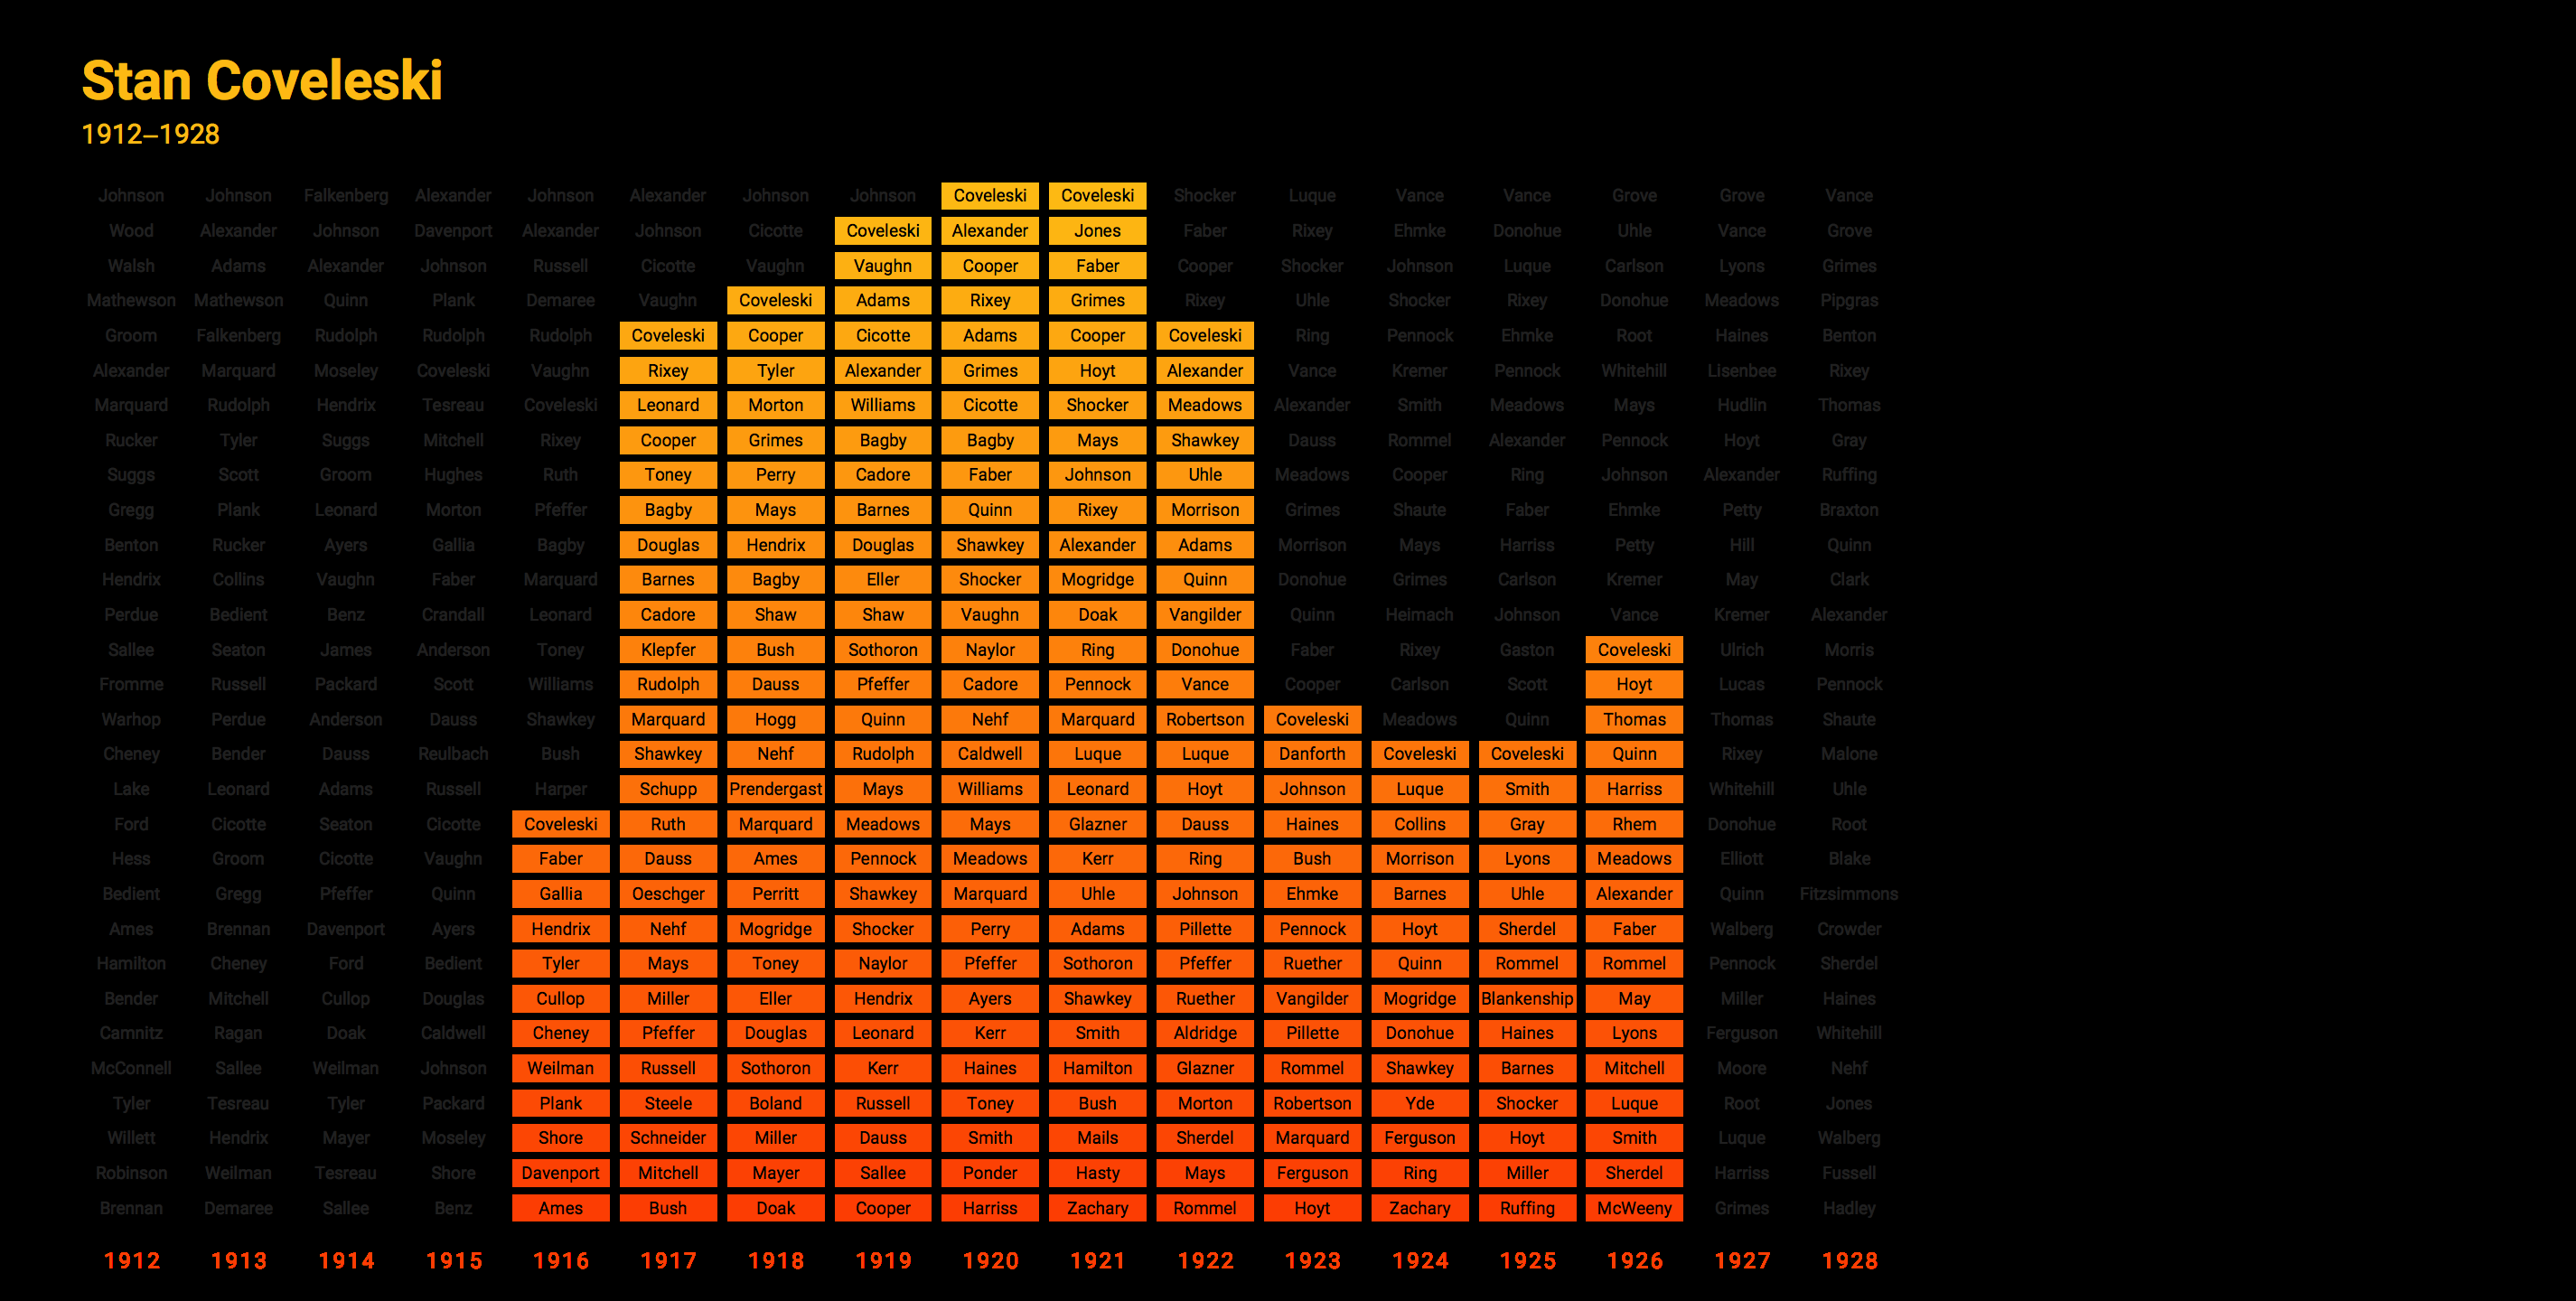 Stan Coveleski
1912–1928
Johnson Johnson Falkenberg Alexander Johnson Alexander Johnson Johnson Coveleski Coveleski Shocker Luque Vance Vance Grove Grove Vance
Wood Alexander Johnson Davenport Alexander Johnson Cicotte Coveleski Alexander Jones Faber Rixey Ehmke Donohue Uhle Vance Grove
Walsh Adams Alexander Johnson Russell Cicotte Vaughn Vaughn Cooper Faber Cooper Shocker Johnson Luque Carlson Lyons Grimes
Mathewson Mathewson Quinn Plank Demaree Vaughn Coveleski Adams Rixey Grimes Rixey Uhle Shocker Rixey Donohue Meadows Pipgras
Groom Falkenberg Rudolph Rudolph Rudolph Coveleski Cooper Cicotte Adams Cooper Coveleski Ring Pennock Ehmke Root Haines Benton
Alexander Marquard Moseley Coveleski Vaughn Rixey Tyler Alexander Grimes Hoyt Alexander Vance Kremer Pennock Whitehill Lisenbee Rixey
Marquard Rudolph Hendrix Tesreau Coveleski Leonard Morton Williams Cicotte Shocker Meadows Alexander Smith Meadows Mays Hudlin Thomas
Rucker Tyler Suggs Mitchell Rixey Cooper Grimes Bagby Bagby Mays Shawkey Dauss Rommel Alexander Pennock Hoyt Gray
Suggs Scott Groom Hughes Ruth Toney Perry Cadore Faber Johnson Uhle Meadows Cooper Ring Johnson Alexander Ruffing
Gregg Plank Leonard Morton Pfeffer Bagby Mays Barnes Quinn Rixey Morrison Grimes Shaute Faber Ehmke Petty Braxton
Benton Rucker Ayers Gallia Bagby Douglas Hendrix Douglas Shawkey Alexander Adams Morrison Mays Harriss Petty Hill Quinn
Hendrix Collins Vaughn Faber Marquard Barnes Bagby Eller Shocker Mogridge Quinn Donohue Grimes Carlson Kremer May Clark
Perdue Bedient Benz Crandall Leonard Cadore Shaw Shaw Vaughn Doak Vangilder Quinn Heimach Johnson Vance Kremer Alexander
Sallee Seaton James Anderson Toney Klepfer Bush Sothoron Naylor Ring Donohue Faber Rixey Gaston Coveleski Ulrich Morris
Fromme Russell Packard Scott Williams Rudolph Dauss Pfeffer Cadore Pennock Vance Cooper Carlson Scott Hoyt Lucas Pennock
Warhop Perdue Anderson Dauss Shawkey Marquard Hogg Quinn Nehf Marquard Robertson Coveleski Meadows Quinn Thomas Thomas Shaute
Cheney Bender Dauss Reulbach Bush Shawkey Nehf Rudolph Caldwell Luque Luque Danforth Coveleski Coveleski Quinn Rixey Malone
Lake Leonard Adams Russell Harper Schupp Prendergast Mays Williams Leonard Hoyt Johnson Luque Smith Harriss Whitehill Uhle
Ford Cicotte Seaton Cicotte Coveleski Ruth Marquard Meadows Mays Glazner Dauss Haines Collins Gray Rhem Donohue Root
Hess Groom Cicotte Vaughn Faber Dauss Ames Pennock Meadows Kerr Ring Bush Morrison Lyons Meadows Elliott Blake
Bedient Gregg Pfeffer Quinn Gallia Oeschger Perritt Shawkey Marquard Uhle Johnson Ehmke Barnes Uhle Alexander Quinn Fitzsimmons
Ames Brennan Davenport Ayers Hendrix Nehf Mogridge Shocker Perry Adams Pillette Pennock Hoyt Sherdel Faber Walberg Crowder
Hamilton Cheney Ford Bedient Tyler Mays Toney Naylor Pfeffer Sothoron Pfeffer Ruether Quinn Rommel Rommel Pennock Sherdel
Bender Mitchell Cullop Douglas Cullop Miller Eller Hendrix Ayers Shawkey Ruether Vangilder Mogridge Blankenship May Miller Haines
Camnitz Ragan Doak Caldwell Cheney Pfeffer Douglas Leonard Kerr Smith Aldridge Pillette Donohue Haines Lyons Ferguson Whitehill
McConnell Sallee Weilman Johnson Weilman Russell Sothoron Kerr Haines Hamilton Glazner Rommel Shawkey Barnes Mitchell Moore Nehf
Tyler Tesreau Tyler Packard Plank Steele Boland Russell Toney Bush Morton Robertson Yde Shocker Luque Root Jones
Willett Hendrix Mayer Moseley Shore Schneider Miller Dauss Smith Mails Sherdel Marquard Ferguson Hoyt Smith Luque Walberg
Robinson Weilman Tesreau Shore Davenport Mitchell Mayer Sallee Ponder Hasty Mays Ferguson Ring Miller Sherdel Harriss Fussell
Brennan Demaree Sallee Benz Ames Bush Doak Cooper Harriss Zachary Rommel Hoyt Zachary Ruffing McWeeny Grimes Hadley
1912 1913 1914 1915 1916 1917 1918 1919 1920 1921 1922 1923 1924 1925 1926 1927 1928